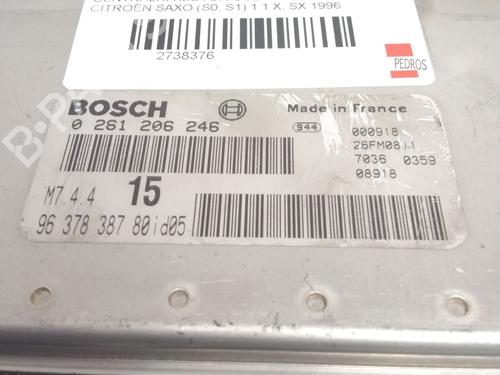 CITROËN SAXO (S0, S1) 1.1 X, SX 1996
2738376
PEDROS
B-PARTS
BOSCH
Made in France
0 261 206 246
944
000918
26FM0811
7036 0359
08918
M7.4.4
15
96 378 387 80id05